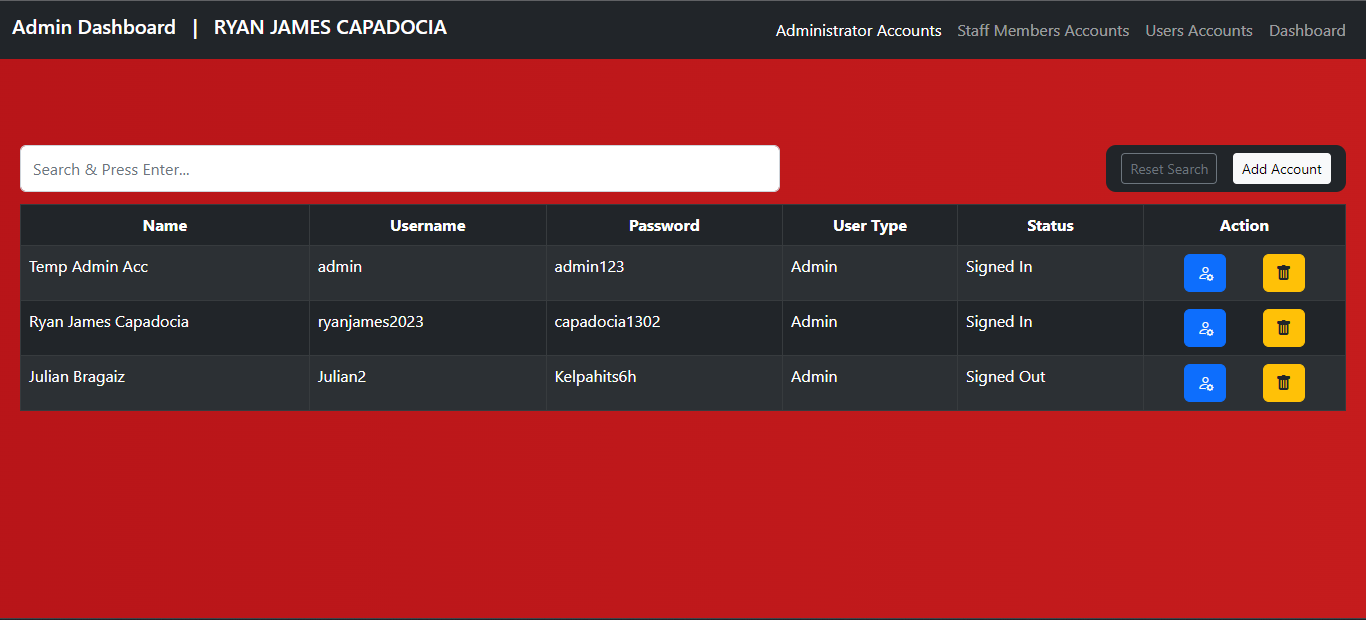 Admin Dashboard | RYAN JAMES CAPADOCIA
Administrator Accounts Staff Members Accounts Users Accounts Dashboard
Search & Press Enter...
Reset Search Add Account
Name Username Password User Type Status Action
Temp Admin Acc admin admin123 Admin Signed In
Ryan James Capadocia ryanjames2023 capadocia1302 Admin Signed In
Julian Bragaiz Julian2 Kelpahits6h Admin Signed Out